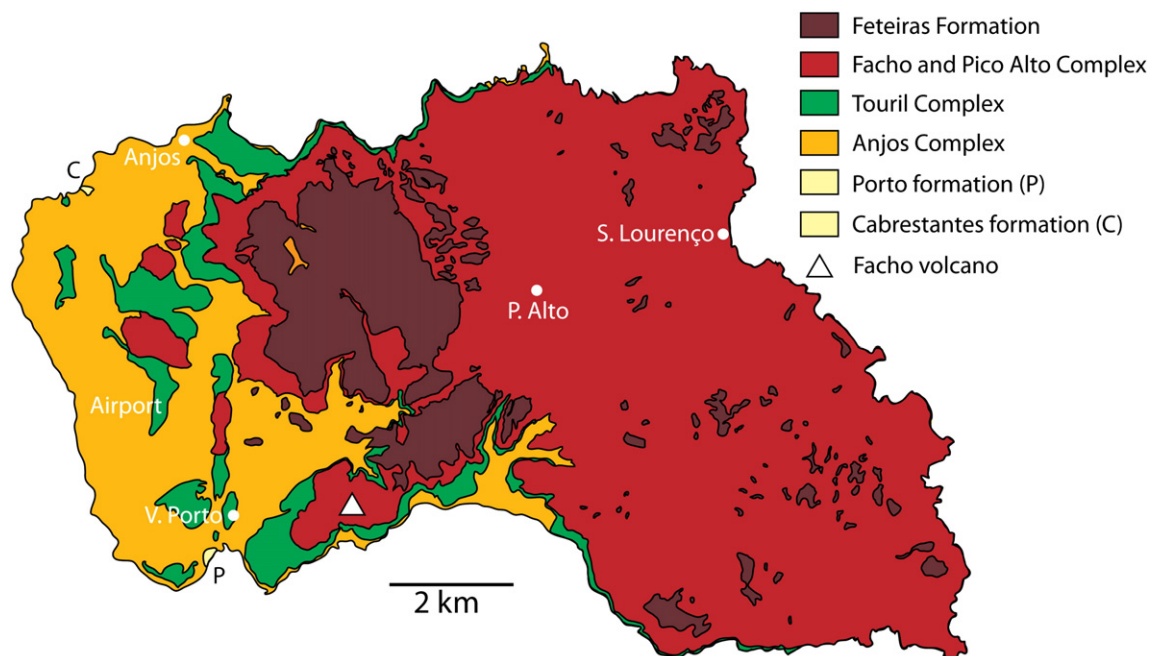 Feteiras Formation
Facho and Pico Alto Complex
Touril Complex
Anjos Complex
Porto formation (P)
Cabrestantes formation (C)
Facho volcano
Anjos
C
S. Lourenço
P. Alto
Airport
V. Porto
P
2 km